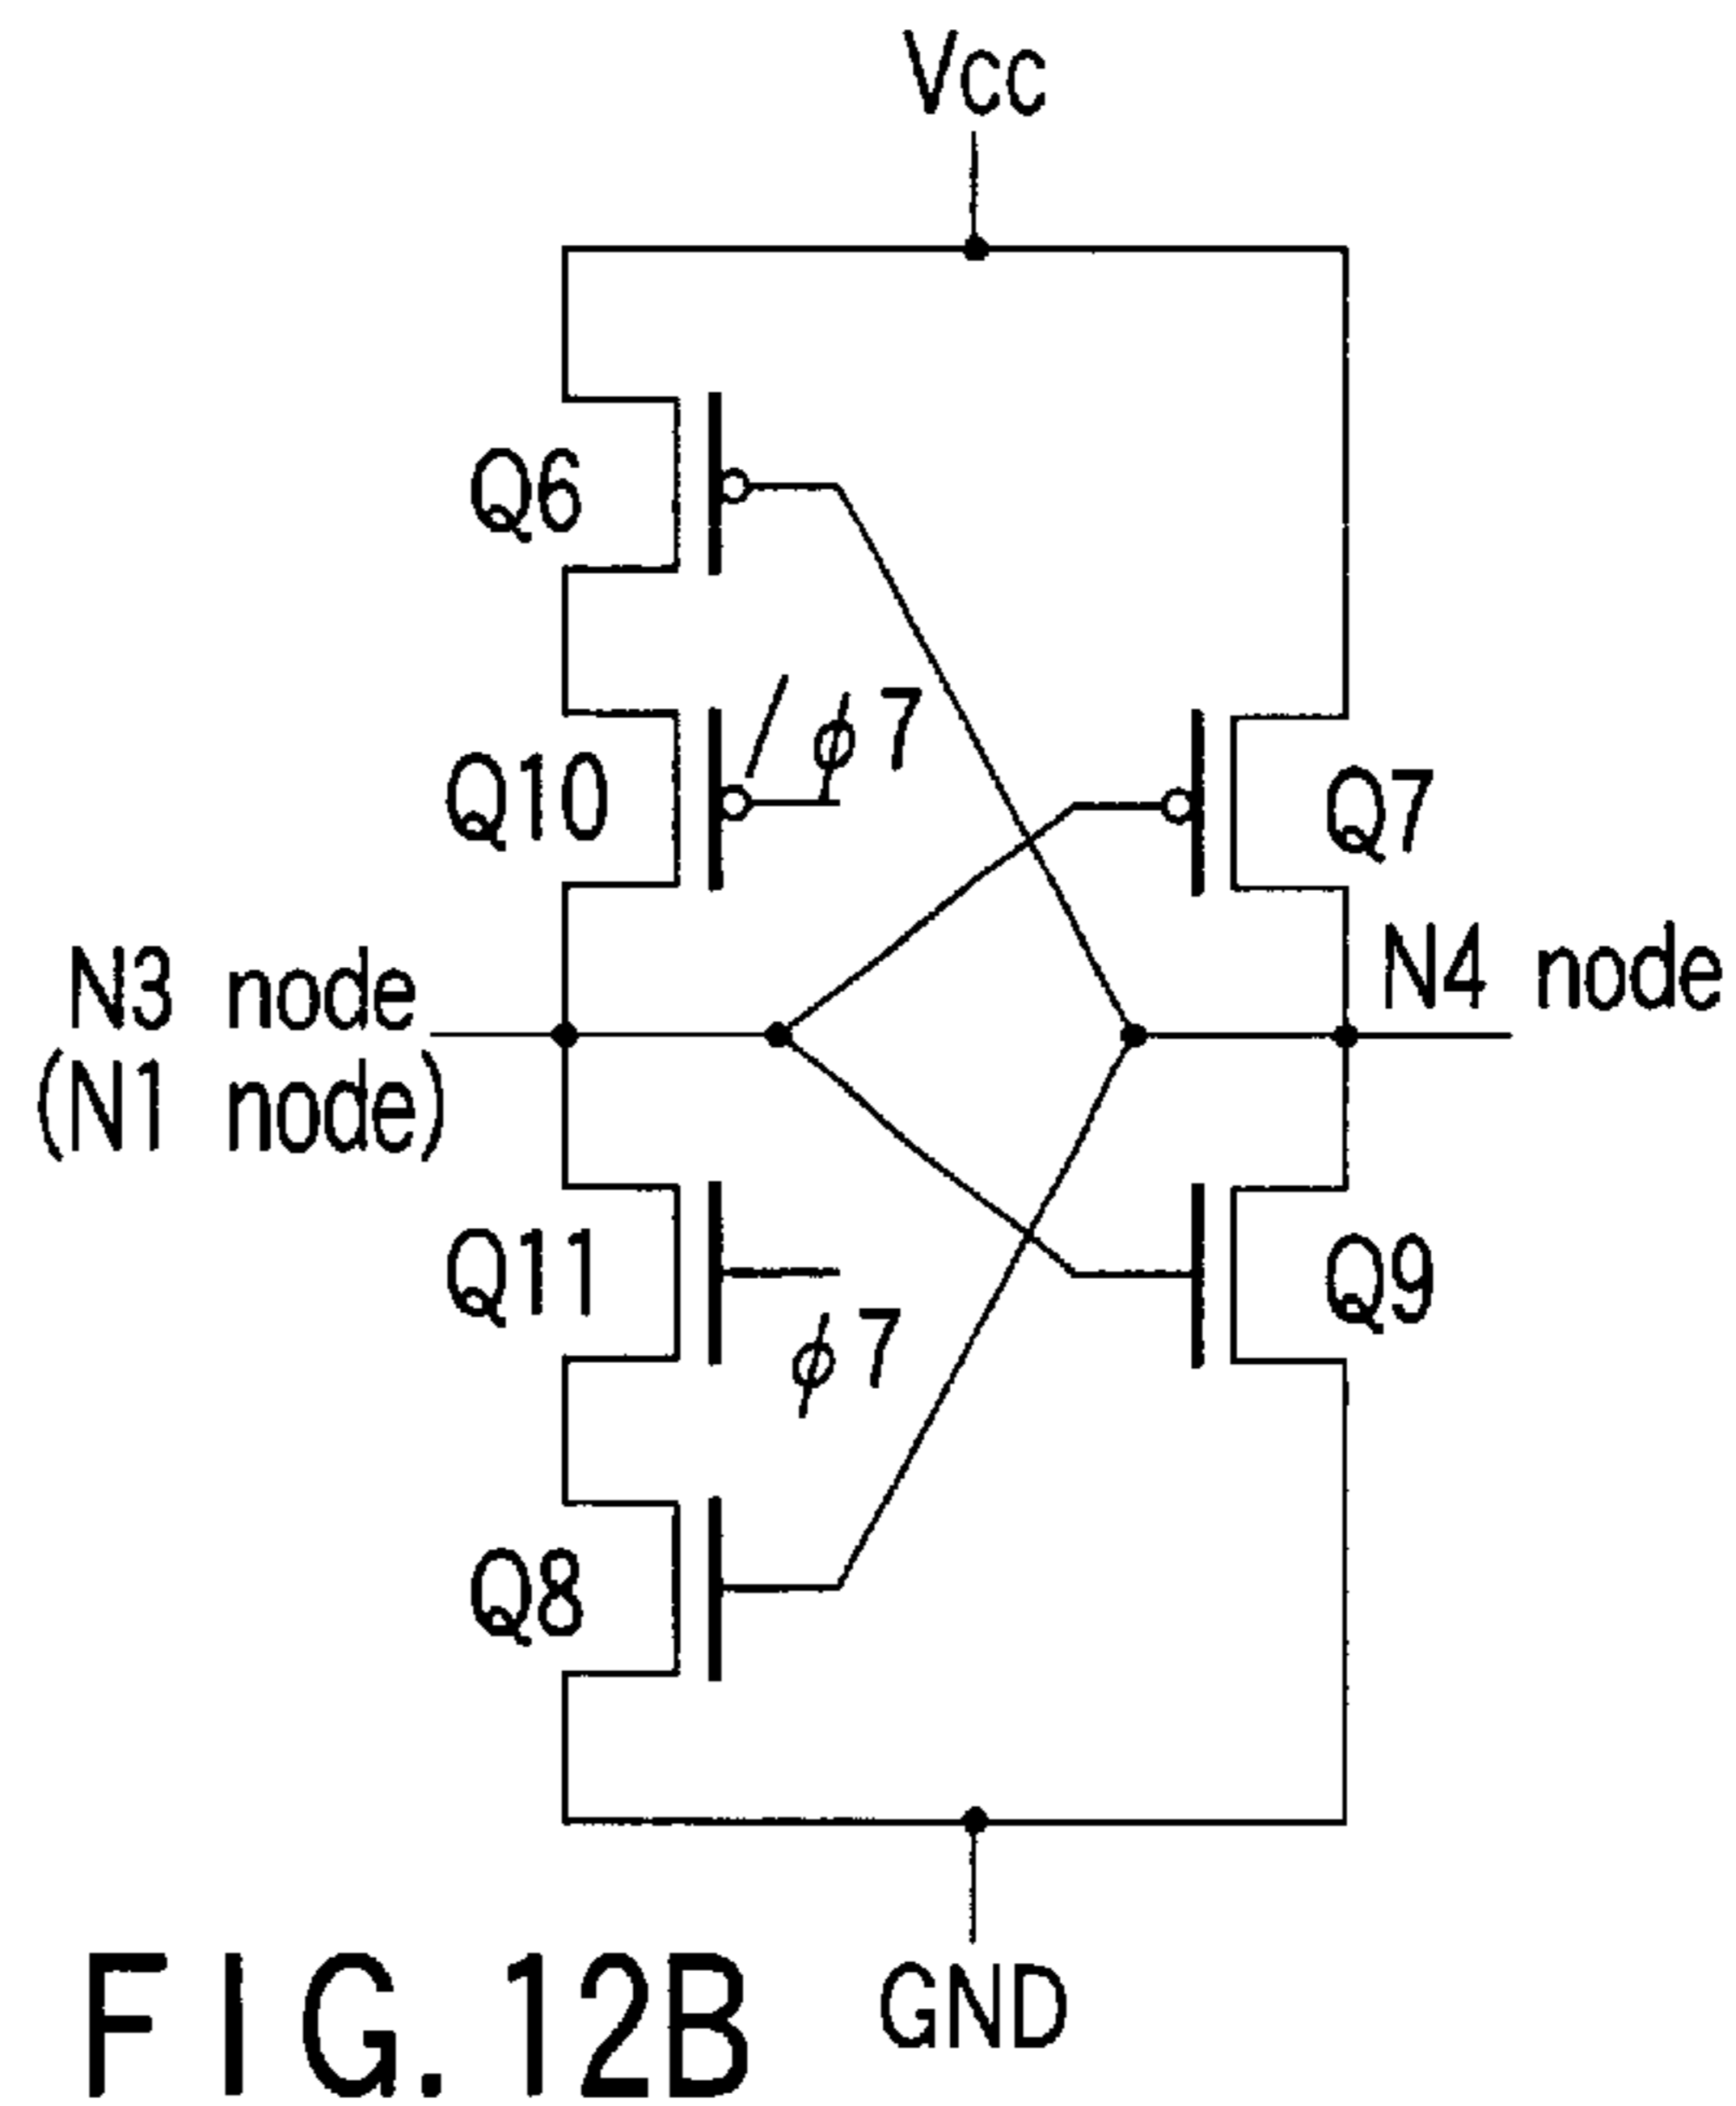 Vcc
Q6
/φ7
Q10
Q7
N3 node
N4 node
(N1 node)
Q11
Q9
φ7
Q8
GND
FIG. 12B